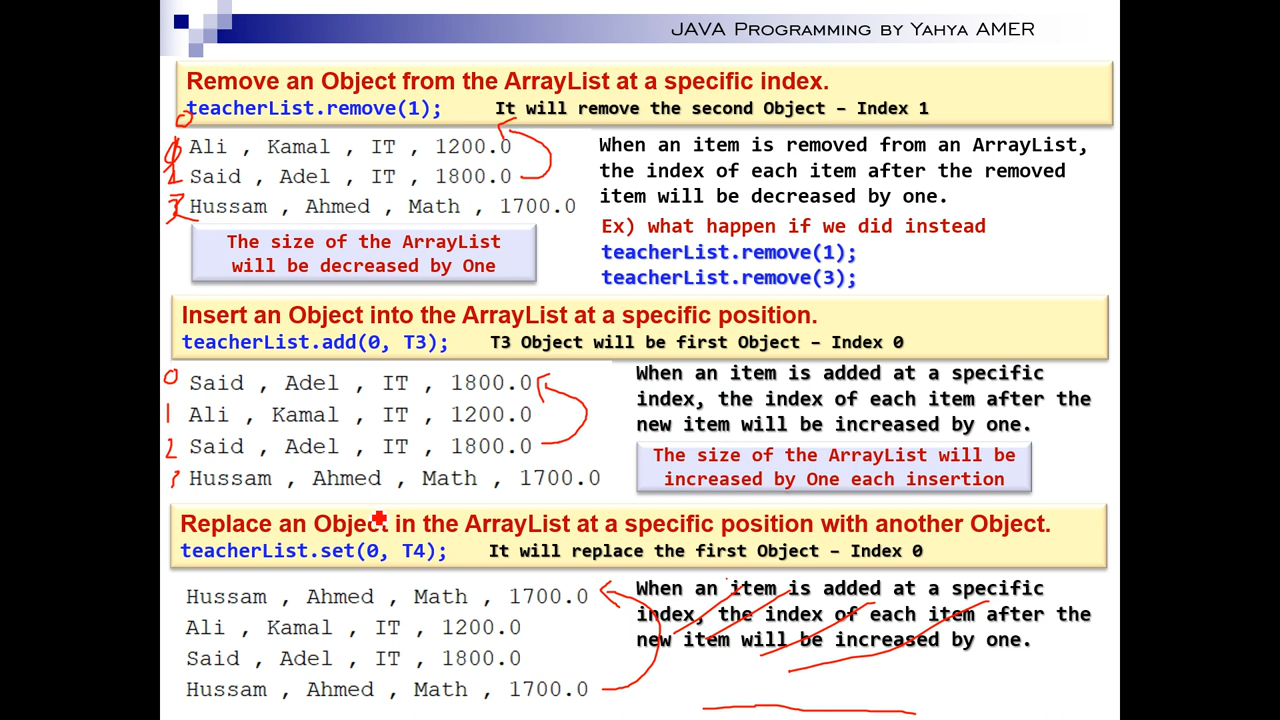 JAVA Programming by Yahya AMER
Remove an Object from the ArrayList at a specific index.
teacherList.remove(1); It will remove the second Object – Index 1
0
Ali , Kamal , IT , 1200.0
Said , Adel , IT , 1800.0
Hussam , Ahmed , Math , 1700.0
The size of the ArrayList
will be decreased by One
When an item is removed from an ArrayList,
the index of each item after the removed
item will be decreased by one.
Ex) what happen if we did instead
teacherList.remove(1);
teacherList.remove(3);
Insert an Object into the ArrayList at a specific position.
teacherList.add(0, T3); T3 Object will be first Object – Index 0
0 Said , Adel , IT , 1800.0
1 Ali , Kamal , IT , 1200.0
2 Said , Adel , IT , 1800.0
Hussam , Ahmed , Math , 1700.0
When an item is added at a specific
index, the index of each item after the
new item will be increased by one.
The size of the ArrayList will be
increased by One each insertion
Replace an Object in the ArrayList at a specific position with another Object.
teacherList.set(0, T4); It will replace the first Object – Index 0
Hussam , Ahmed , Math , 1700.0
Ali , Kamal , IT , 1200.0
Said , Adel , IT , 1800.0
Hussam , Ahmed , Math , 1700.0
When an item is added at a specific
index, the index of each item after the
new item will be increased by one.